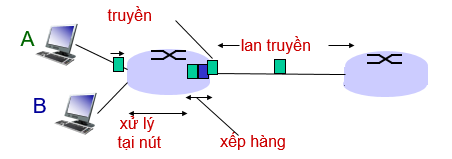 truyền
A
lan truyền
B
xử lý
tại nút
xếp hàng